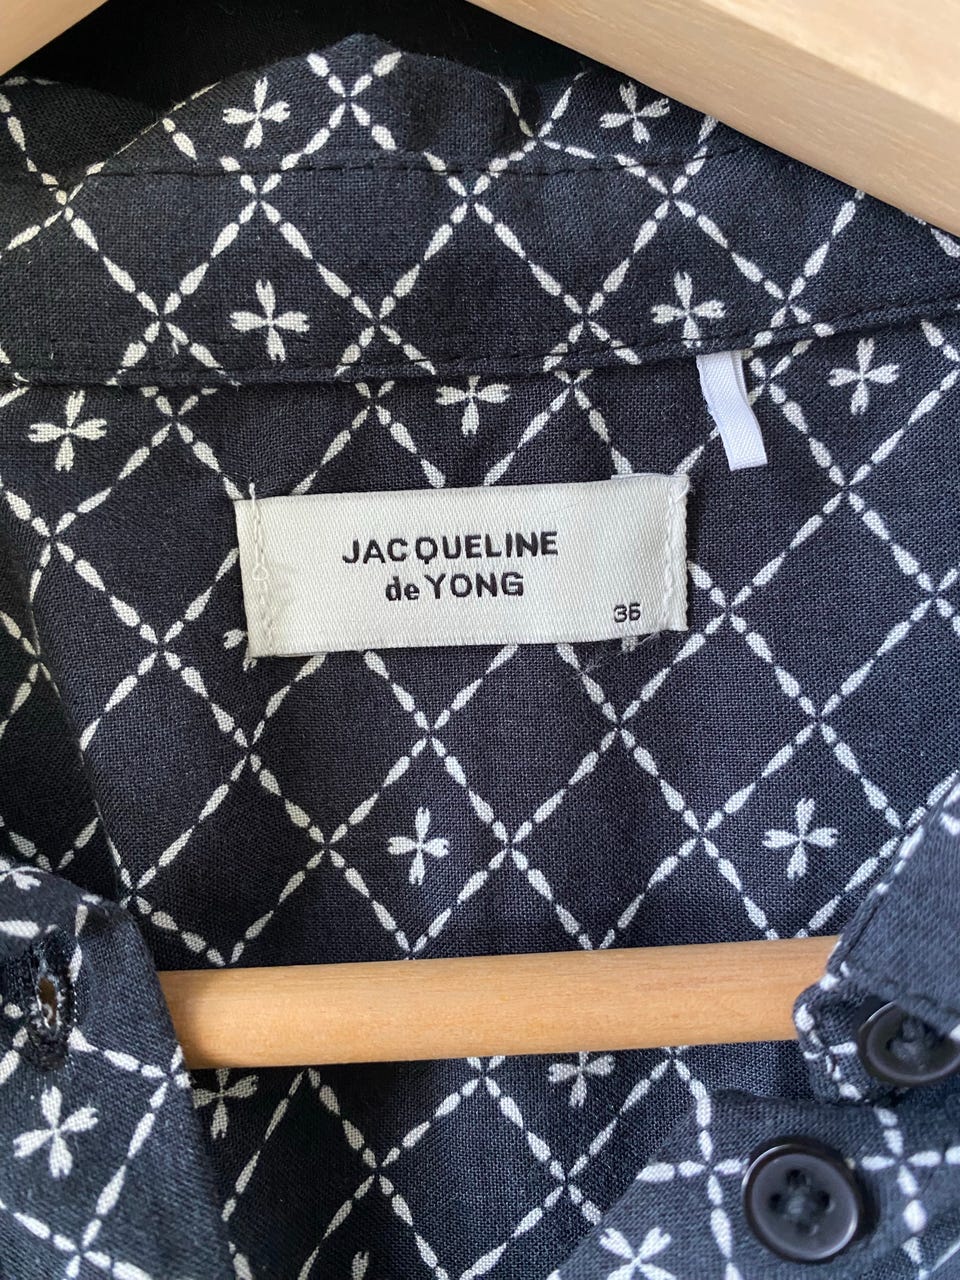 JACQUELINE
de YONG
36